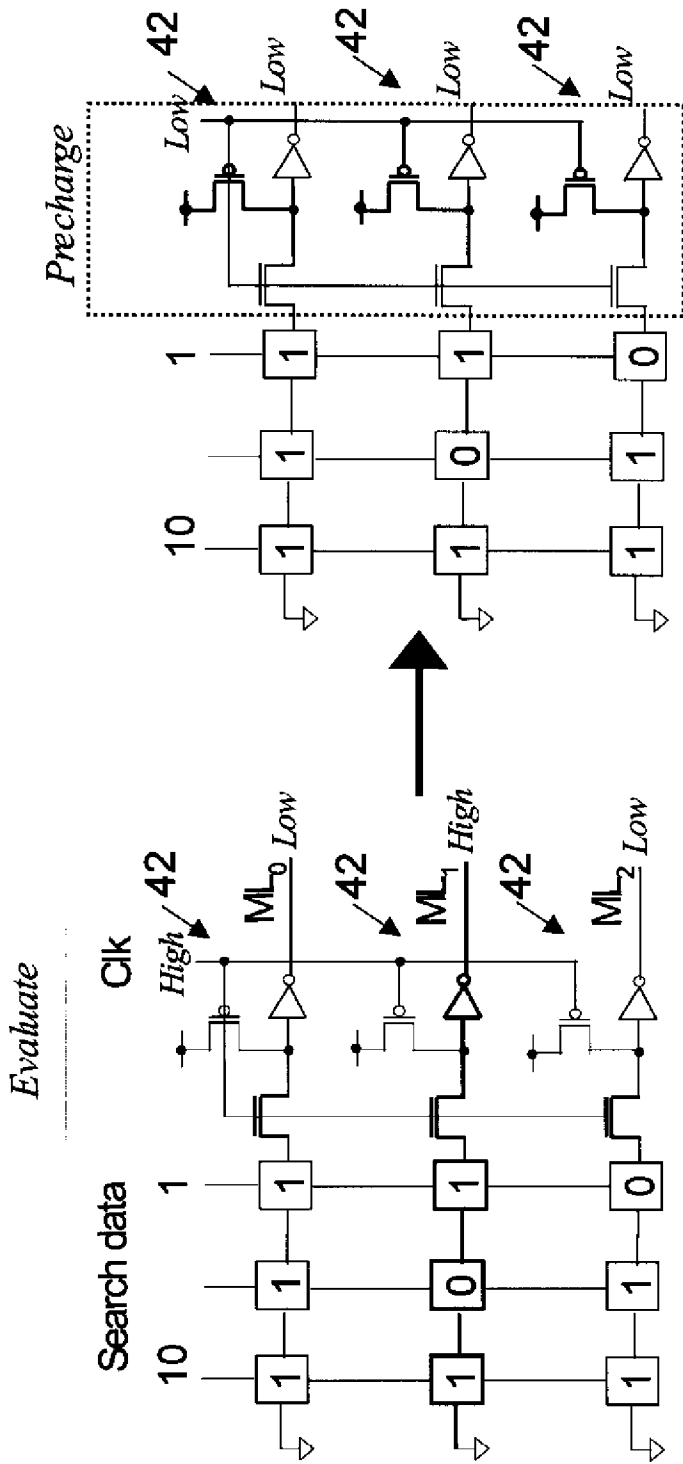 Evaluate
Search data Clk
10 1 High 42
1 1 1 ML0 Low
42
1 0 1 ML1 High
42
1 1 0 ML2 Low
Precharge
10 1 Low 42
1 1 1 Low
42
1 0 1 Low
42
1 1 0 Low